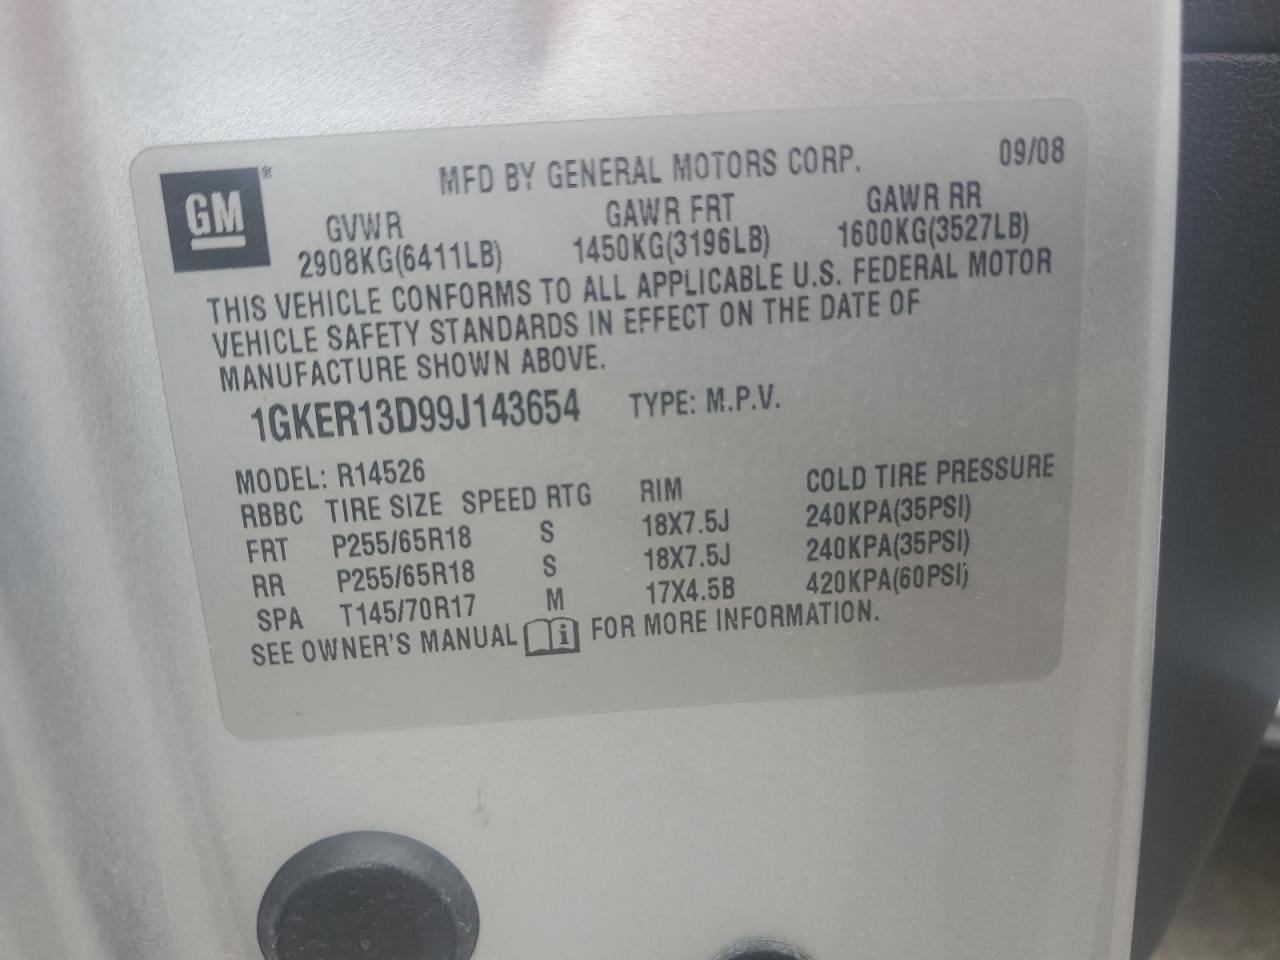 GM ® MFD BY GENERAL MOTORS CORP. 09/08
GVWR GAWR FRT GAWR RR
2908KG(6411LB) 1450KG(3196LB) 1600KG(3527LB)
THIS VEHICLE CONFORMS TO ALL APPLICABLE U.S. FEDERAL MOTOR
VEHICLE SAFETY STANDARDS IN EFFECT ON THE DATE OF
MANUFACTURE SHOWN ABOVE.
1GKER13D99J143654 TYPE: M.P.V.
MODEL: R14526
RBBC TIRE SIZE SPEED RTG RIM COLD TIRE PRESSURE
FRT P255/65R18 S 18X7.5J 240KPA(35PSI)
RR P255/65R18 S 18X7.5J 240KPA(35PSI)
SPA T145/70R17 M 17X4.5B 420KPA(60PSI)
SEE OWNER'S MANUAL i FOR MORE INFORMATION.